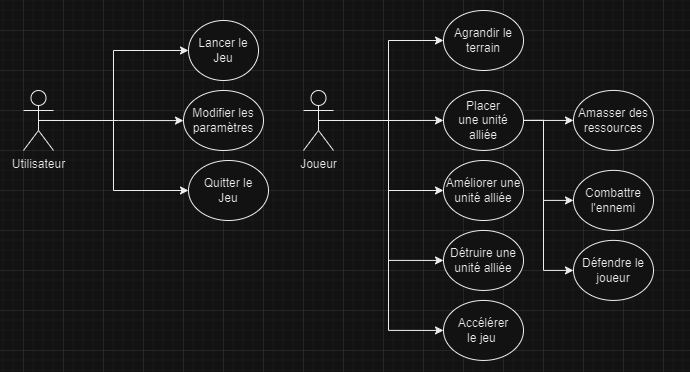 Lancer le
Jeu
Modifier les
paramètres
Utilisateur
Quitter le
Jeu
Agrandir le
terrain
Placer
une unité
alliée
Joueur
Améliorer une
unité alliée
Détruire une
unité alliée
Accélérer
le jeu
Amasser des
ressources
Combattre
l'ennemi
Défendre le
joueur